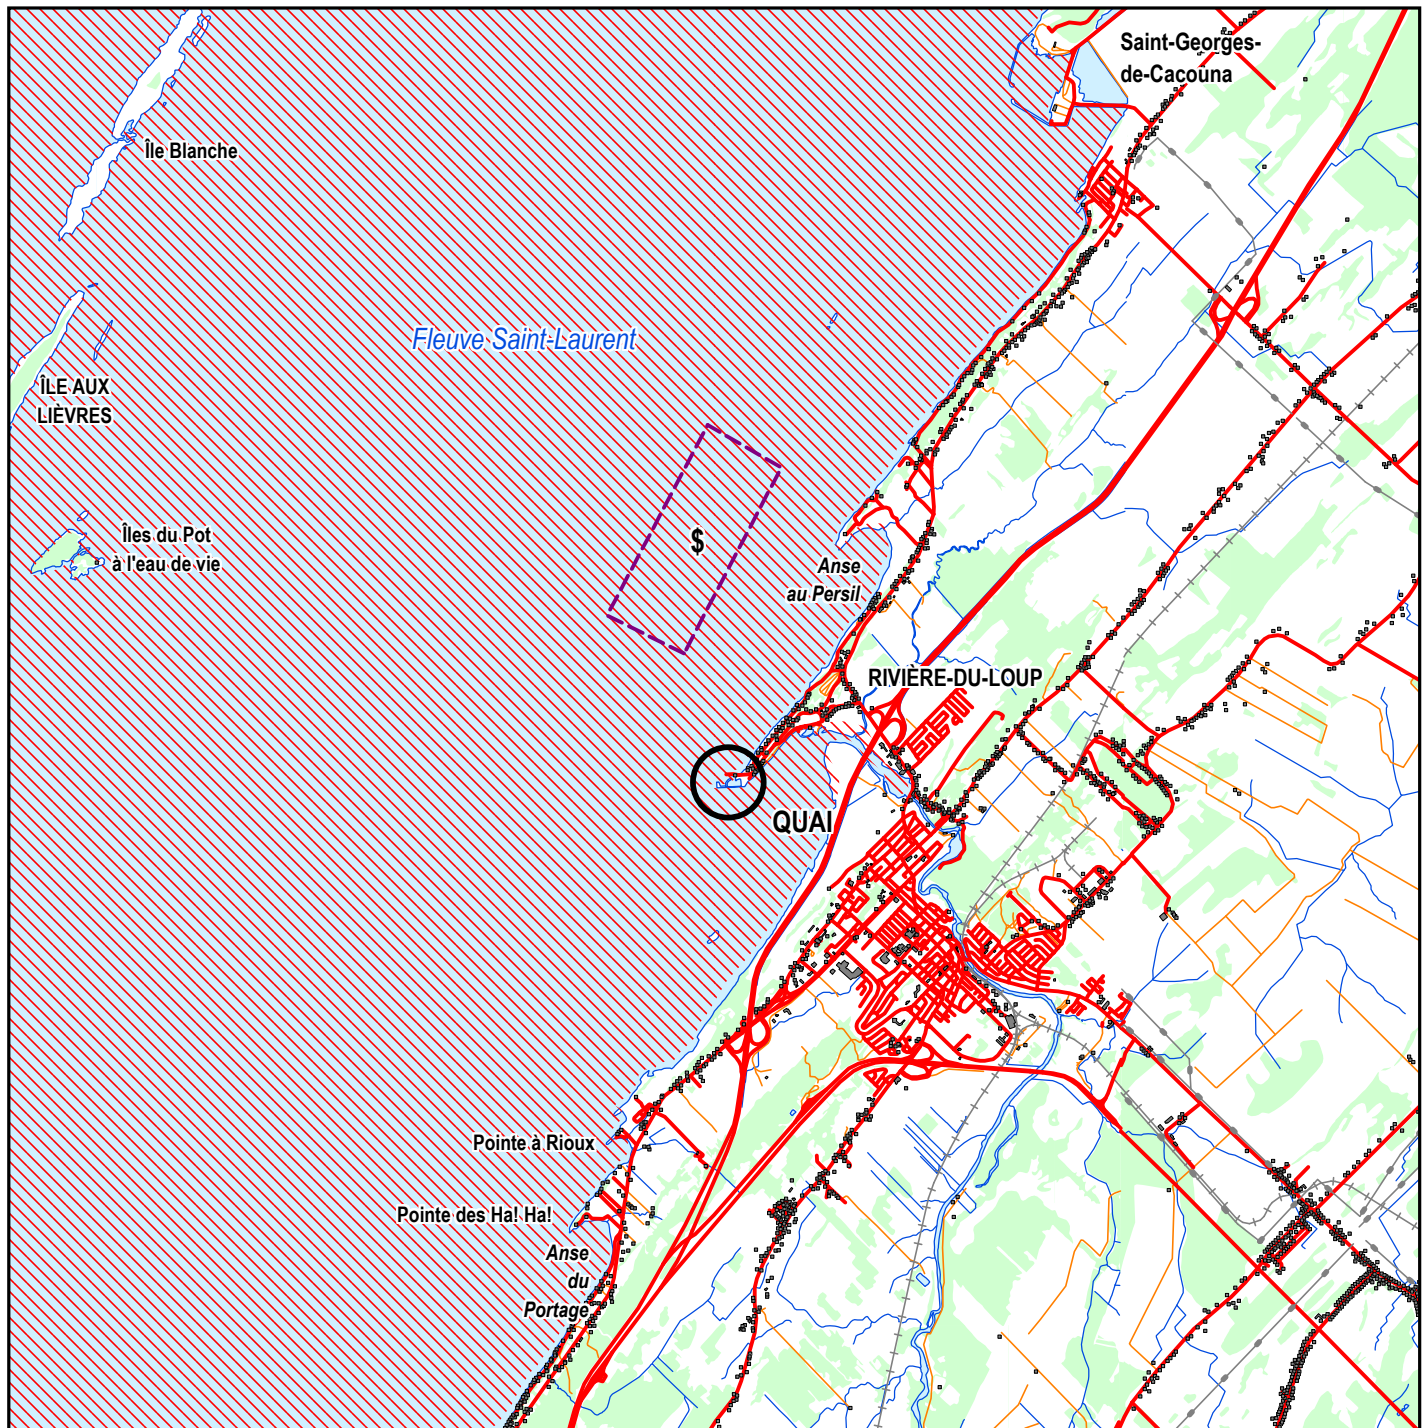 Saint-Georges-
de-Cacouna
Île Blanche
Fleuve Saint-Laurent
ÎLE AUX
LIÈVRES
Îles du Pot
à l'eau de vie
$
Anse
au Persil
RIVIÈRE-DU-LOUP
QUAI
Pointe à Rioux
Pointe des Ha! Ha!
Anse
du
Portage